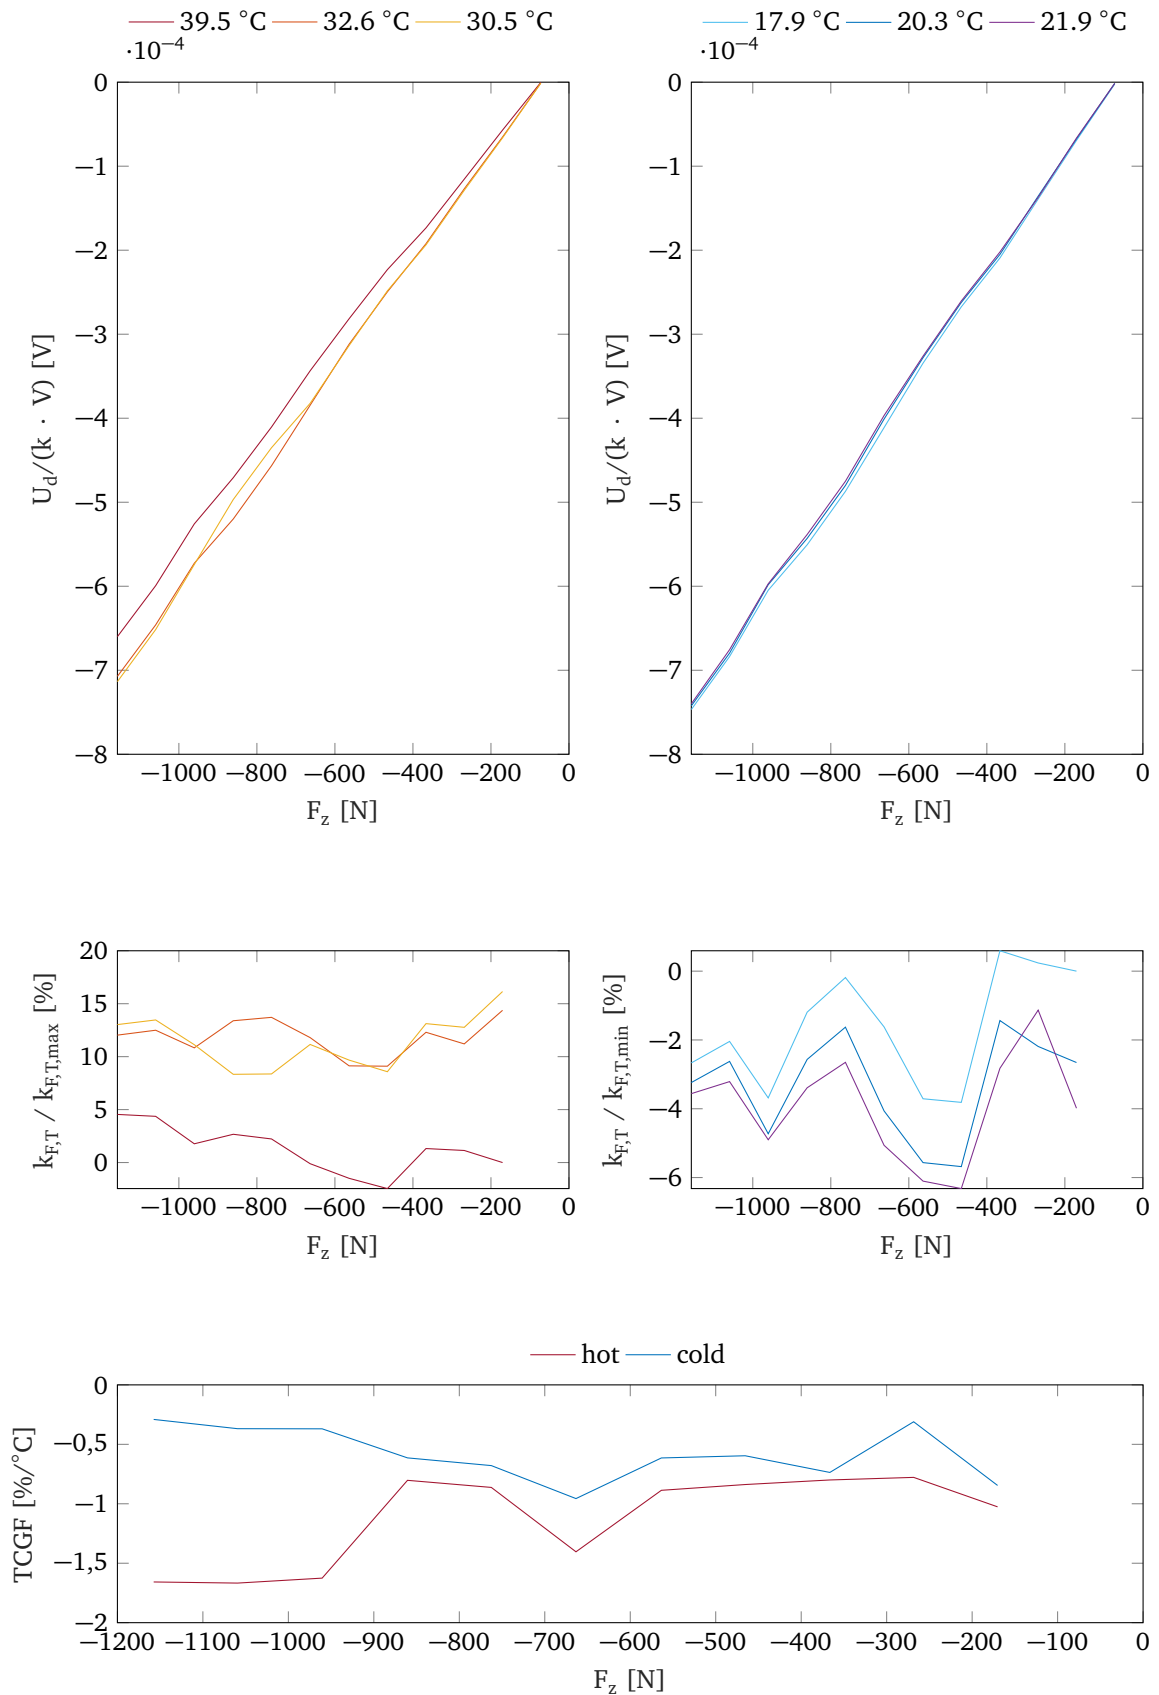 39.5 °C 32.6 °C 30.5 °C
17.9 °C 20.3 °C 21.9 °C
·10⁻⁴
0
−1
−2
−3
−4
−5
−6
−7
−8
U_d/(k · V) [V]
−1000 −800 −600 −400 −200 0
F_z [N]
·10⁻⁴
0
−1
−2
−3
−4
−5
−6
−7
−8
U_d/(k · V) [V]
−1000 −800 −600 −400 −200 0
F_z [N]
20
15
10
5
0
k_F,T / k_F,T,max [%]
−1000 −800 −600 −400 −200 0
F_z [N]
0
−2
−4
−6
k_F,T / k_F,T,min [%]
−1000 −800 −600 −400 −200 0
F_z [N]
hot cold
0
−0,5
−1
−1,5
−2
TCGF [%/°C]
−1200 −1100 −1000 −900 −800 −700 −600 −500 −400 −300 −200 −100 0
F_z [N]